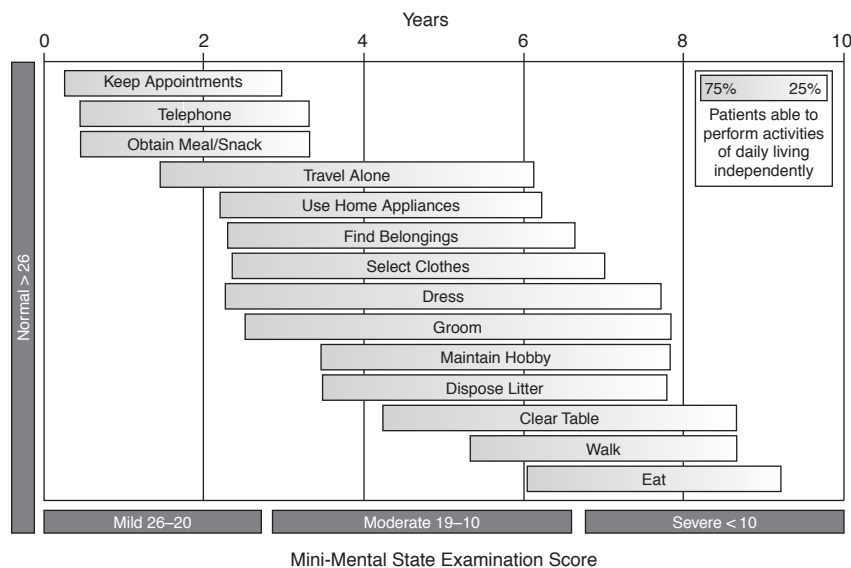 Years
0 2 4 6 8 10
Keep Appointments
Telephone
Obtain Meal/Snack
Travel Alone
Use Home Appliances
Find Belongings
Select Clothes
Dress
Groom
Maintain Hobby
Dispose Litter
Clear Table
Walk
Eat
75% 25%
Patients able to
perform activities
of daily living
independently
Normal > 26
Mild 26–20 Moderate 19–10 Severe < 10
Mini-Mental State Examination Score